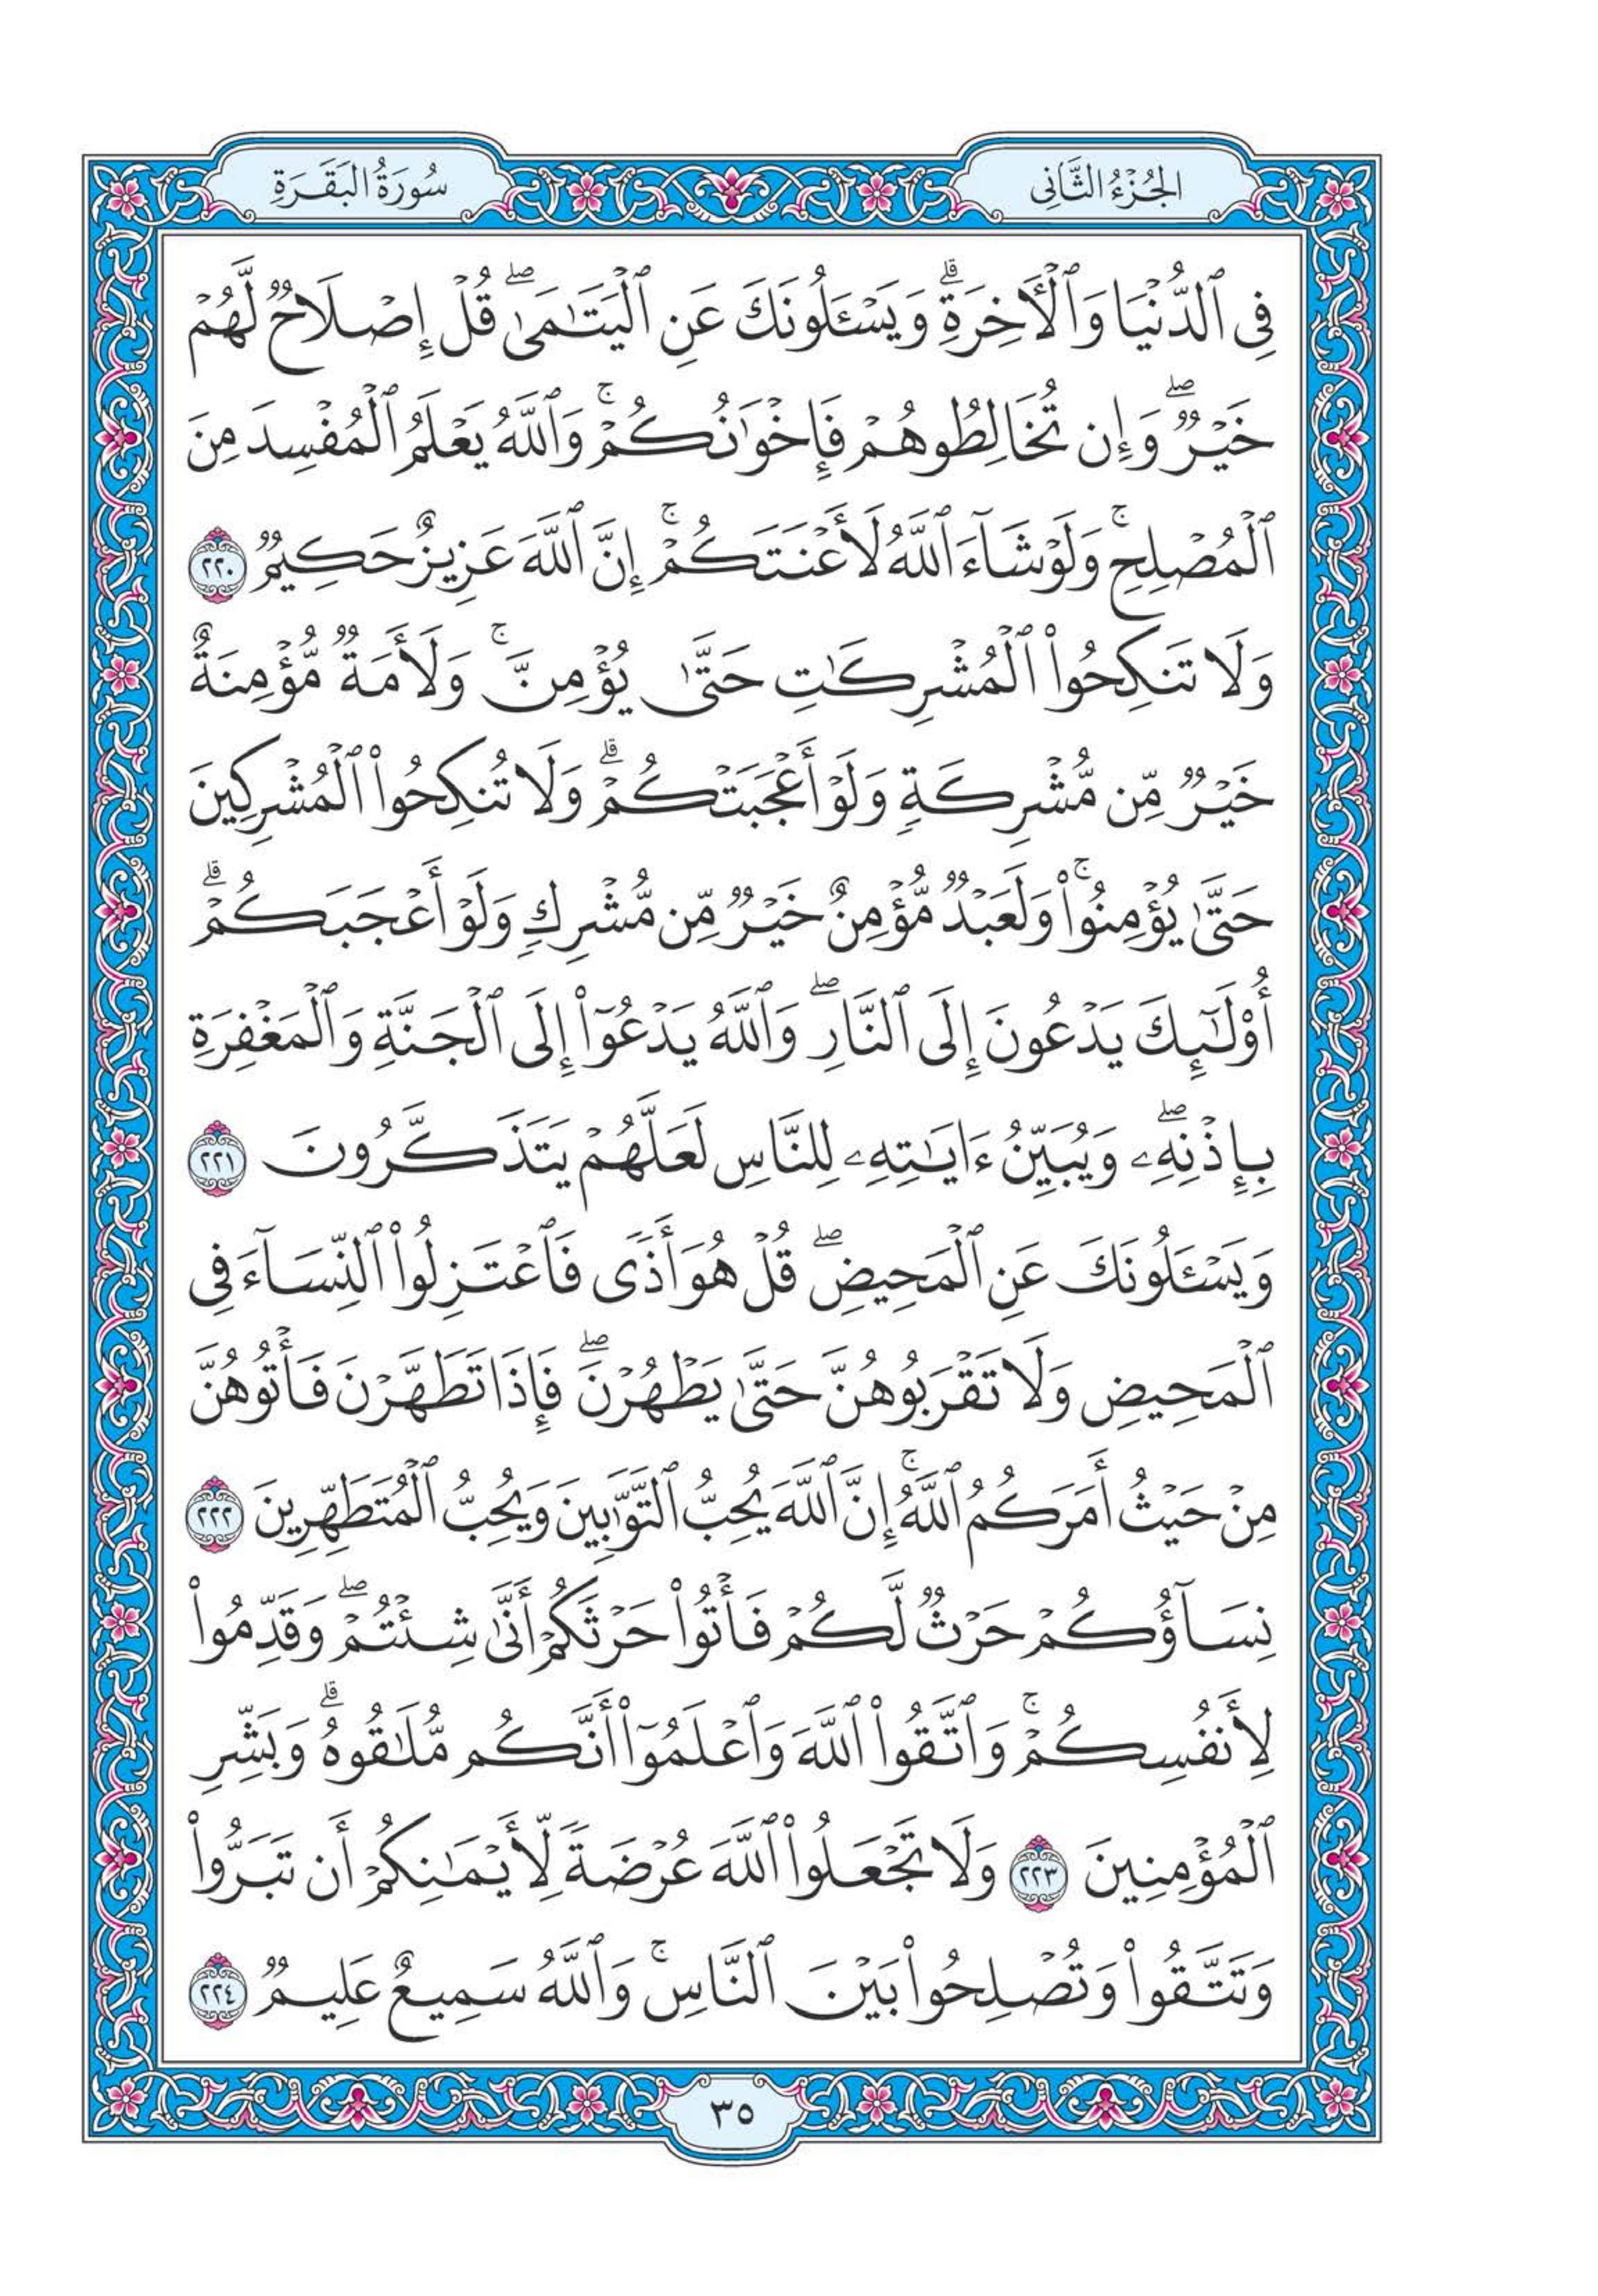 الجُزْءُ الثَّانِي
سُورَةُ البَقَرَةِ
فِي ٱلدُّنۡيَا وَٱلۡأٓخِرَةِۗ وَيَسۡـَٔلُونَكَ عَنِ ٱلۡيَتَٰمَىٰۖ قُلۡ إِصۡلَاحٞ لَّهُمۡ
خَيۡرٞۖ وَإِن تُخَالِطُوهُمۡ فَإِخۡوَٰنُكُمۡۚ وَٱللَّهُ يَعۡلَمُ ٱلۡمُفۡسِدَ مِنَ
ٱلۡمُصۡلِحِۚ وَلَوۡ شَآءَ ٱللَّهُ لَأَعۡنَتَكُمۡۚ إِنَّ ٱللَّهَ عَزِيزٌ حَكِيمٞ ٢٢٠
وَلَا تَنكِحُواْ ٱلۡمُشۡرِكَٰتِ حَتَّىٰ يُؤۡمِنَّۚ وَلَأَمَةٞ مُّؤۡمِنَةٌ
خَيۡرٞ مِّن مُّشۡرِكَةٖ وَلَوۡ أَعۡجَبَتۡكُمۡۗ وَلَا تُنكِحُواْ ٱلۡمُشۡرِكِينَ
حَتَّىٰ يُؤۡمِنُواْۚ وَلَعَبۡدٞ مُّؤۡمِنٌ خَيۡرٞ مِّن مُّشۡرِكٖ وَلَوۡ أَعۡجَبَكُمۡۗ
أُوْلَٰٓئِكَ يَدۡعُونَ إِلَى ٱلنَّارِۖ وَٱللَّهُ يَدۡعُوٓاْ إِلَى ٱلۡجَنَّةِ وَٱلۡمَغۡفِرَةِ
بِإِذۡنِهِۦۖ وَيُبَيِّنُ ءَايَٰتِهِۦ لِلنَّاسِ لَعَلَّهُمۡ يَتَذَكَّرُونَ ٢٢١
وَيَسۡـَٔلُونَكَ عَنِ ٱلۡمَحِيضِۖ قُلۡ هُوَ أَذٗى فَٱعۡتَزِلُواْ ٱلنِّسَآءَ فِي
ٱلۡمَحِيضِ وَلَا تَقۡرَبُوهُنَّ حَتَّىٰ يَطۡهُرۡنَۖ فَإِذَا تَطَهَّرۡنَ فَأۡتُوهُنَّ
مِنۡ حَيۡثُ أَمَرَكُمُ ٱللَّهُۚ إِنَّ ٱللَّهَ يُحِبُّ ٱلتَّوَّٰبِينَ وَيُحِبُّ ٱلۡمُتَطَهِّرِينَ ٢٢٢
نِسَآؤُكُمۡ حَرۡثٞ لَّكُمۡ فَأۡتُواْ حَرۡثَكُمۡ أَنَّىٰ شِئۡتُمۡۖ وَقَدِّمُواْ
لِأَنفُسِكُمۡۚ وَٱتَّقُواْ ٱللَّهَ وَٱعۡلَمُوٓاْ أَنَّكُم مُّلَٰقُوهُۗ وَبَشِّرِ
ٱلۡمُؤۡمِنِينَ ٢٢٣ وَلَا تَجۡعَلُواْ ٱللَّهَ عُرۡضَةٗ لِّأَيۡمَٰنِكُمۡ أَن تَبَرُّواْ
وَتَتَّقُواْ وَتُصۡلِحُواْ بَيۡنَ ٱلنَّاسِۚ وَٱللَّهُ سَمِيعٌ عَلِيمٞ ٢٢٤
٣٥